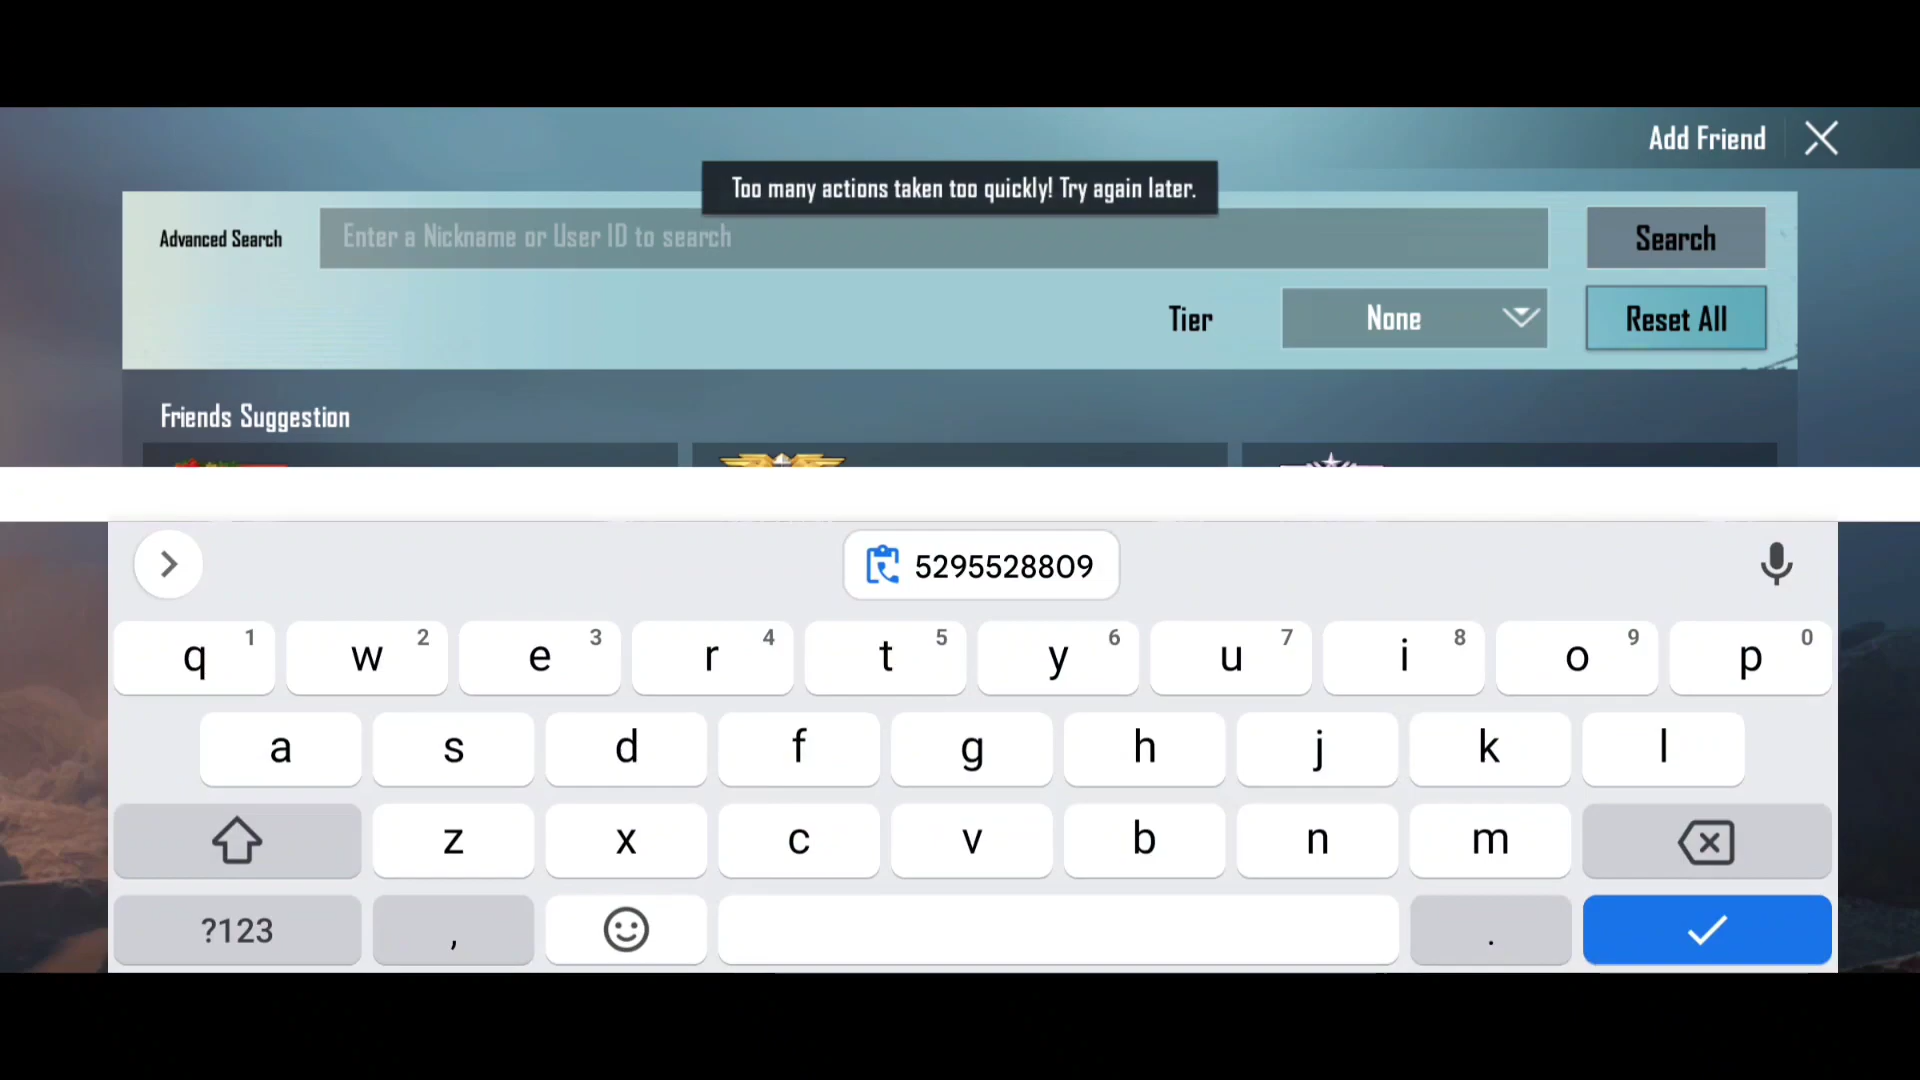 Add Friend
Too many actions taken too quickly! Try again later.
Advanced Search
Enter a Nickname or User ID to search
Search
Tier
None
Reset All
Friends Suggestion
5295528809
q 1 w 2 e 3 r 4 t 5 y 6 u 7 i 8 o 9 p 0
a s d f g h j k l
z x c v b n m
?123 , .